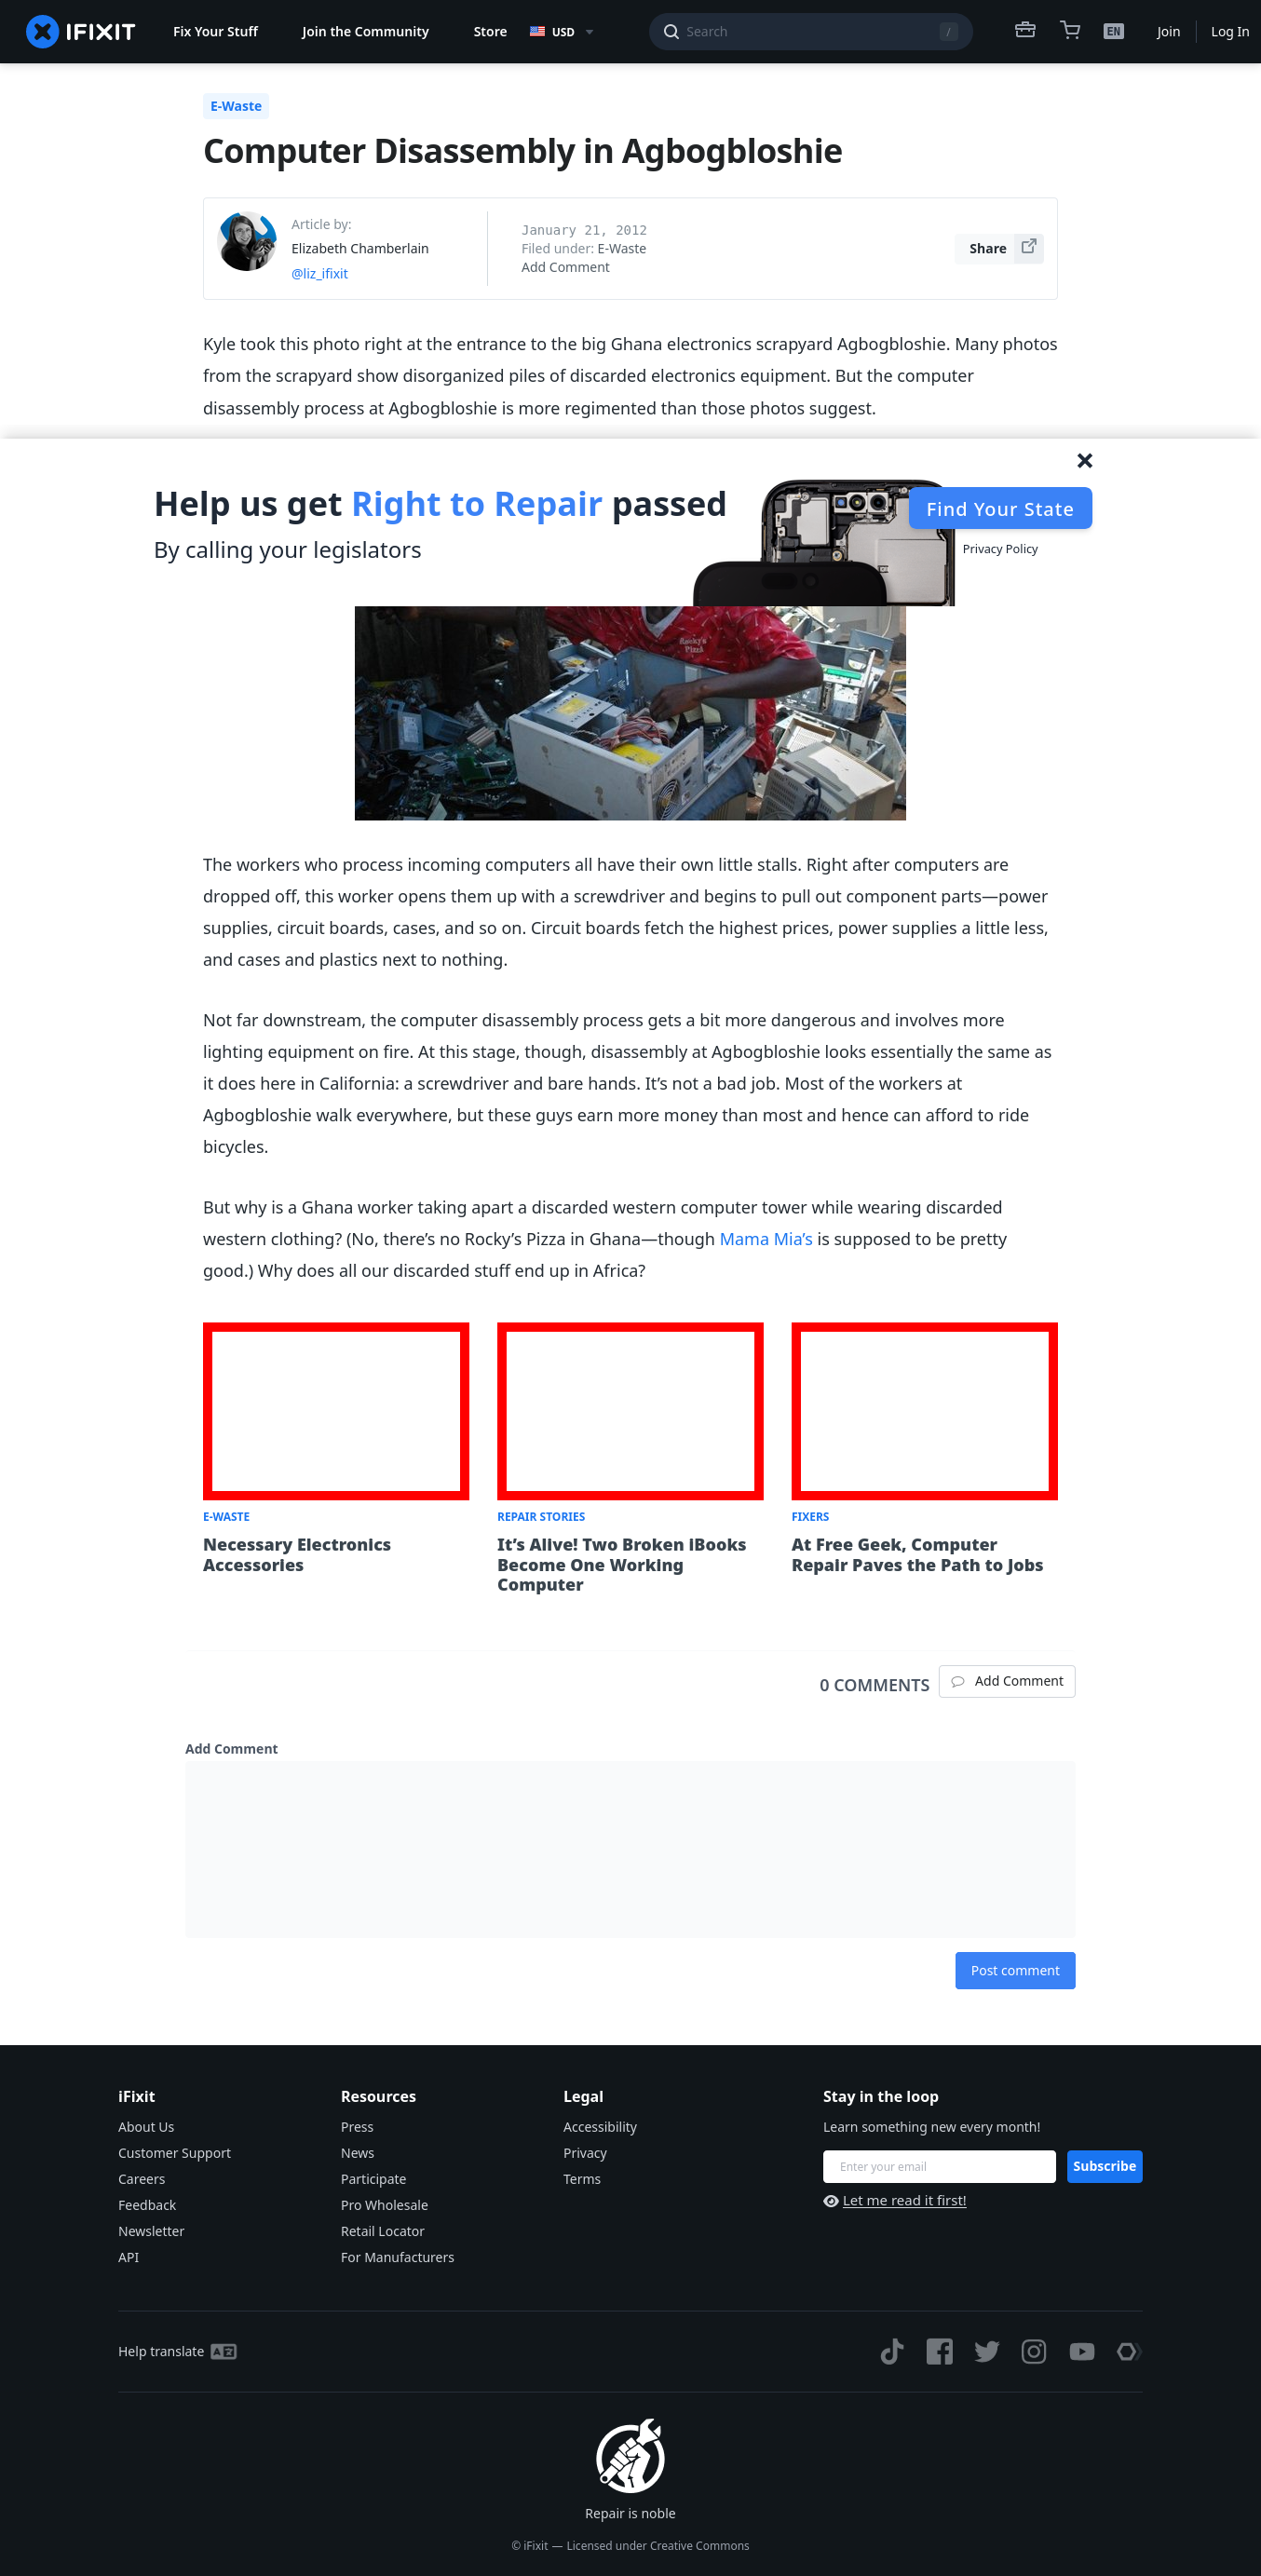 IFIXIT Fix Your Stuff Join the Community Store USD Search / EN Join Log In
E-Waste
Computer Disassembly in Agbogbloshie
Article by:
Elizabeth Chamberlain
@liz_ifixit
January 21, 2012
Filed under: E-Waste
Add Comment
Share
Kyle took this photo right at the entrance to the big Ghana electronics scrapyard Agbogbloshie. Many photos
from the scrapyard show disorganized piles of discarded electronics equipment. But the computer
disassembly process at Agbogbloshie is more regimented than those photos suggest.
Help us get Right to Repair passed
By calling your legislators
Find Your State
Privacy Policy
Rocky's
Pizza
The workers who process incoming computers all have their own little stalls. Right after computers are
dropped off, this worker opens them up with a screwdriver and begins to pull out component parts—power
supplies, circuit boards, cases, and so on. Circuit boards fetch the highest prices, power supplies a little less,
and cases and plastics next to nothing.
Not far downstream, the computer disassembly process gets a bit more dangerous and involves more
lighting equipment on fire. At this stage, though, disassembly at Agbogbloshie looks essentially the same as
it does here in California: a screwdriver and bare hands. It’s not a bad job. Most of the workers at
Agbogbloshie walk everywhere, but these guys earn more money than most and hence can afford to ride
bicycles.
But why is a Ghana worker taking apart a discarded western computer tower while wearing discarded
western clothing? (No, there’s no Rocky’s Pizza in Ghana—though Mama Mia’s is supposed to be pretty
good.) Why does all our discarded stuff end up in Africa?
E-WASTE
Necessary Electronics
Accessories
REPAIR STORIES
It’s Alive! Two Broken iBooks
Become One Working
Computer
FIXERS
At Free Geek, Computer
Repair Paves the Path to Jobs
0 COMMENTS
Add Comment
Add Comment
Post comment
iFixit
About Us
Customer Support
Careers
Feedback
Newsletter
API
Resources
Press
News
Participate
Pro Wholesale
Retail Locator
For Manufacturers
Legal
Accessibility
Privacy
Terms
Stay in the loop
Learn something new every month!
Enter your email
Subscribe
Let me read it first!
Help translate
Repair is noble
© iFixit — Licensed under Creative Commons